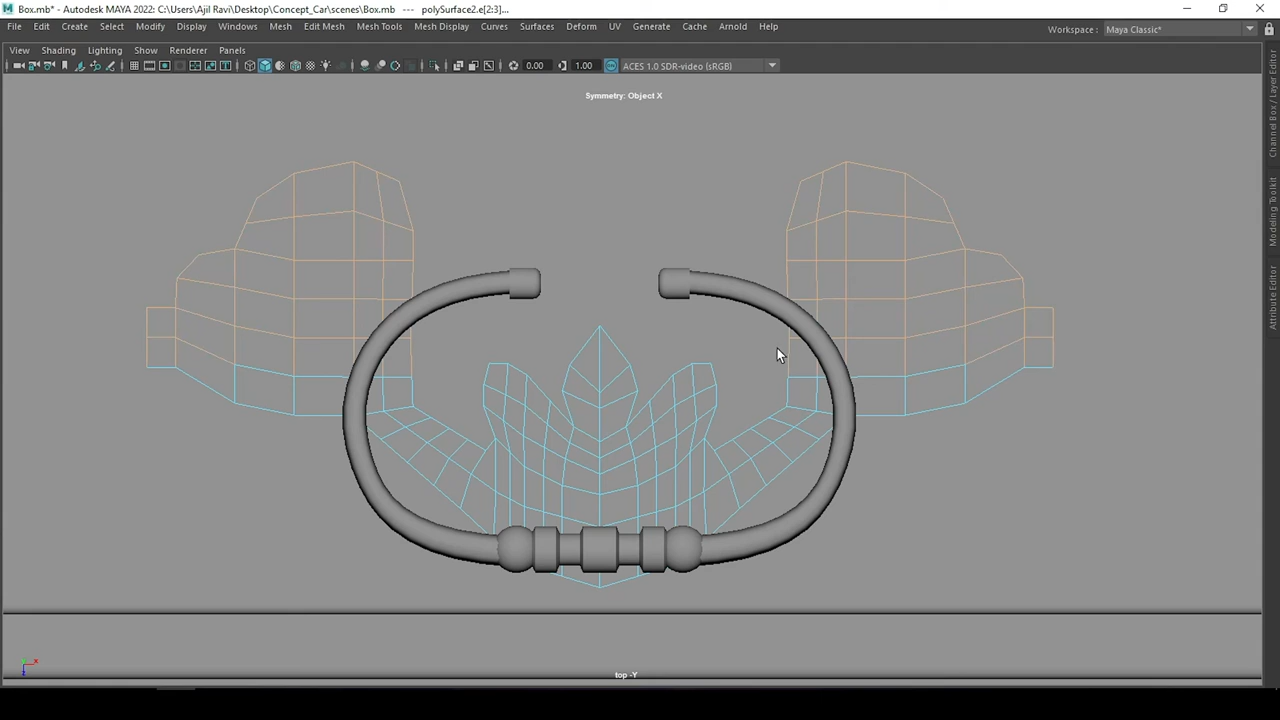 Box.mb* - Autodesk MAYA 2022: C:\Users\Ajil Ravi\Desktop\Concept_Car\scenes\Box.mb --- polySurface2.e[2:3]...
File Edit Create Select Modify Display Windows Mesh Edit Mesh Mesh Tools Mesh Display Curves Surfaces Deform UV Generate Cache Arnold Help Workspace: Maya Classic*
View Shading Lighting Show Renderer Panels
0.00 1.00 ACES 1.0 SDR-video (sRGB)
Symmetry: Object X
Channel Box / Layer Editor
Modeling Toolkit
Attribute Editor
x
z
top -Y